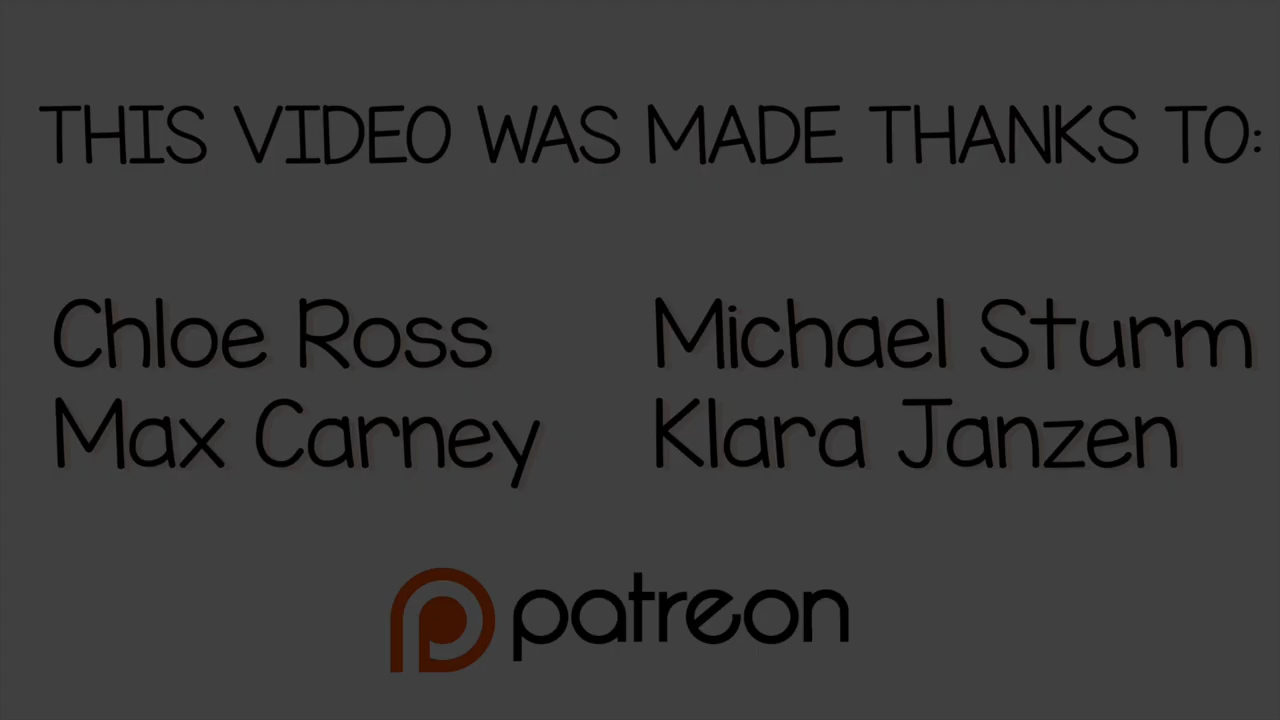 THIS VIDEO WAS MADE THANKS TO:
Chloe Ross
Max Carney
Michael Sturm
Klara Janzen
patreon